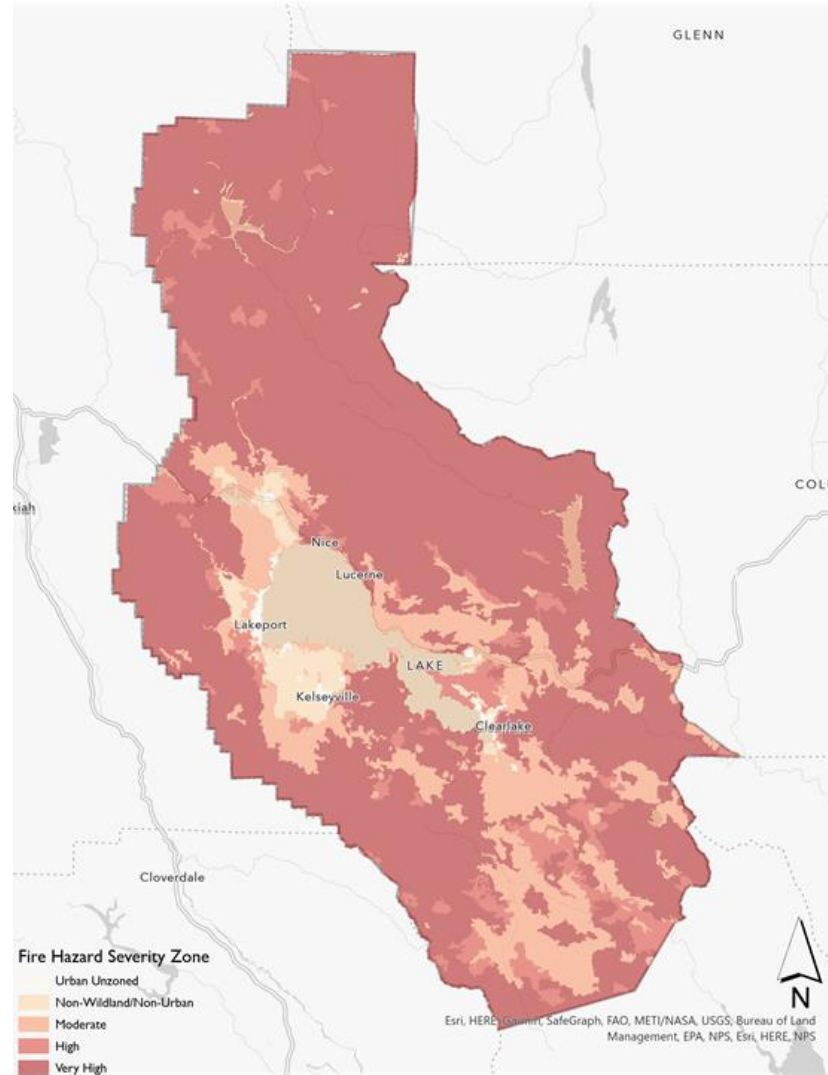 GLENN
COLU
kiah
Nice
Lucerne
Lakeport
LAKE
Kelseyville
Clearlake
Cloverdale
Fire Hazard Severity Zone
Urban Unzoned
Non-Wildland/Non-Urban
Moderate
High
Very High
N
Esri, HERE, Garmin, SafeGraph, FAO, METI/NASA, USGS, Bureau of Land
Management, EPA, NPS, Esri, HERE, NPS